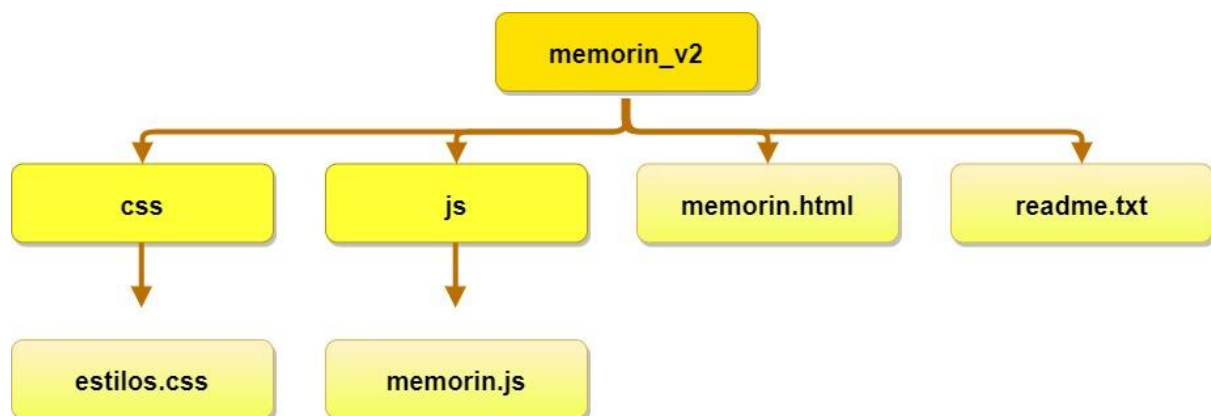 memorin_v2
css
js
memorin.html
readme.txt
estilos.css
memorin.js